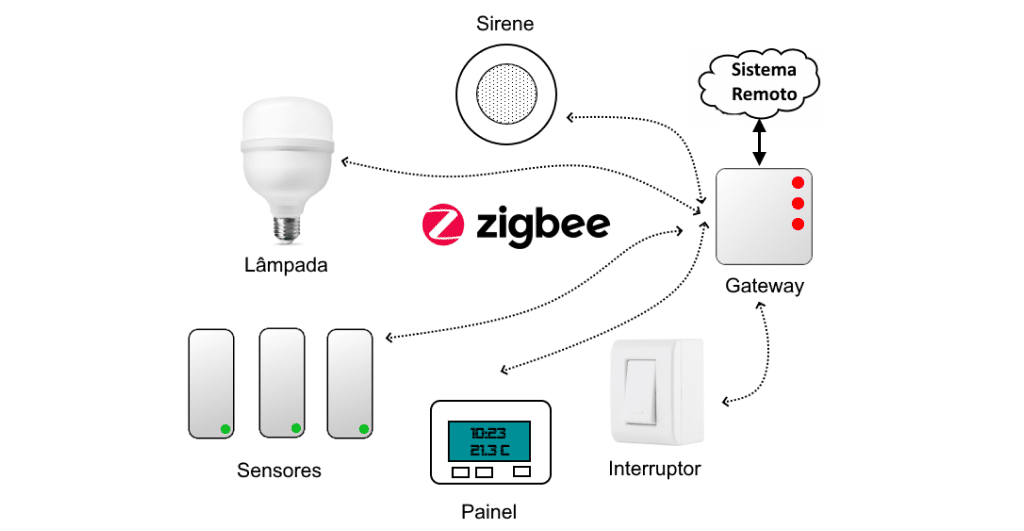 Sirene
Sistema
Remoto
zigbee
Lâmpada
Gateway
10:23
21.3 C
Sensores
Interruptor
Painel